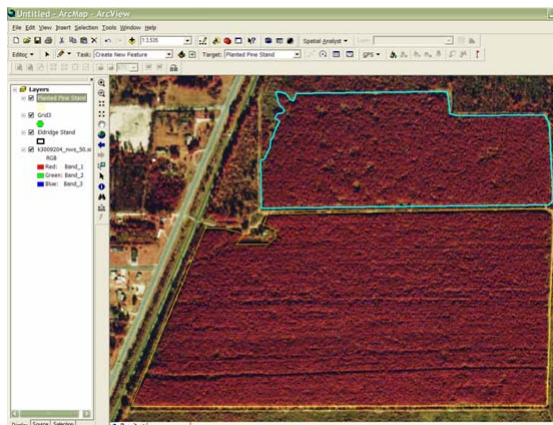 Untitled - ArcMap - ArcView
File Edit View Insert Selection Tools Window Help
1:3,535
Spatial Analyst
Editor Task: Create New Feature Target: Planted Pine Stand GPS
Layers
Planted Pine Stand
Grid3
Eldridge Stand
RGB
Red: Band_1
Green: Band_2
Blue: Band_3
Display Source Selection